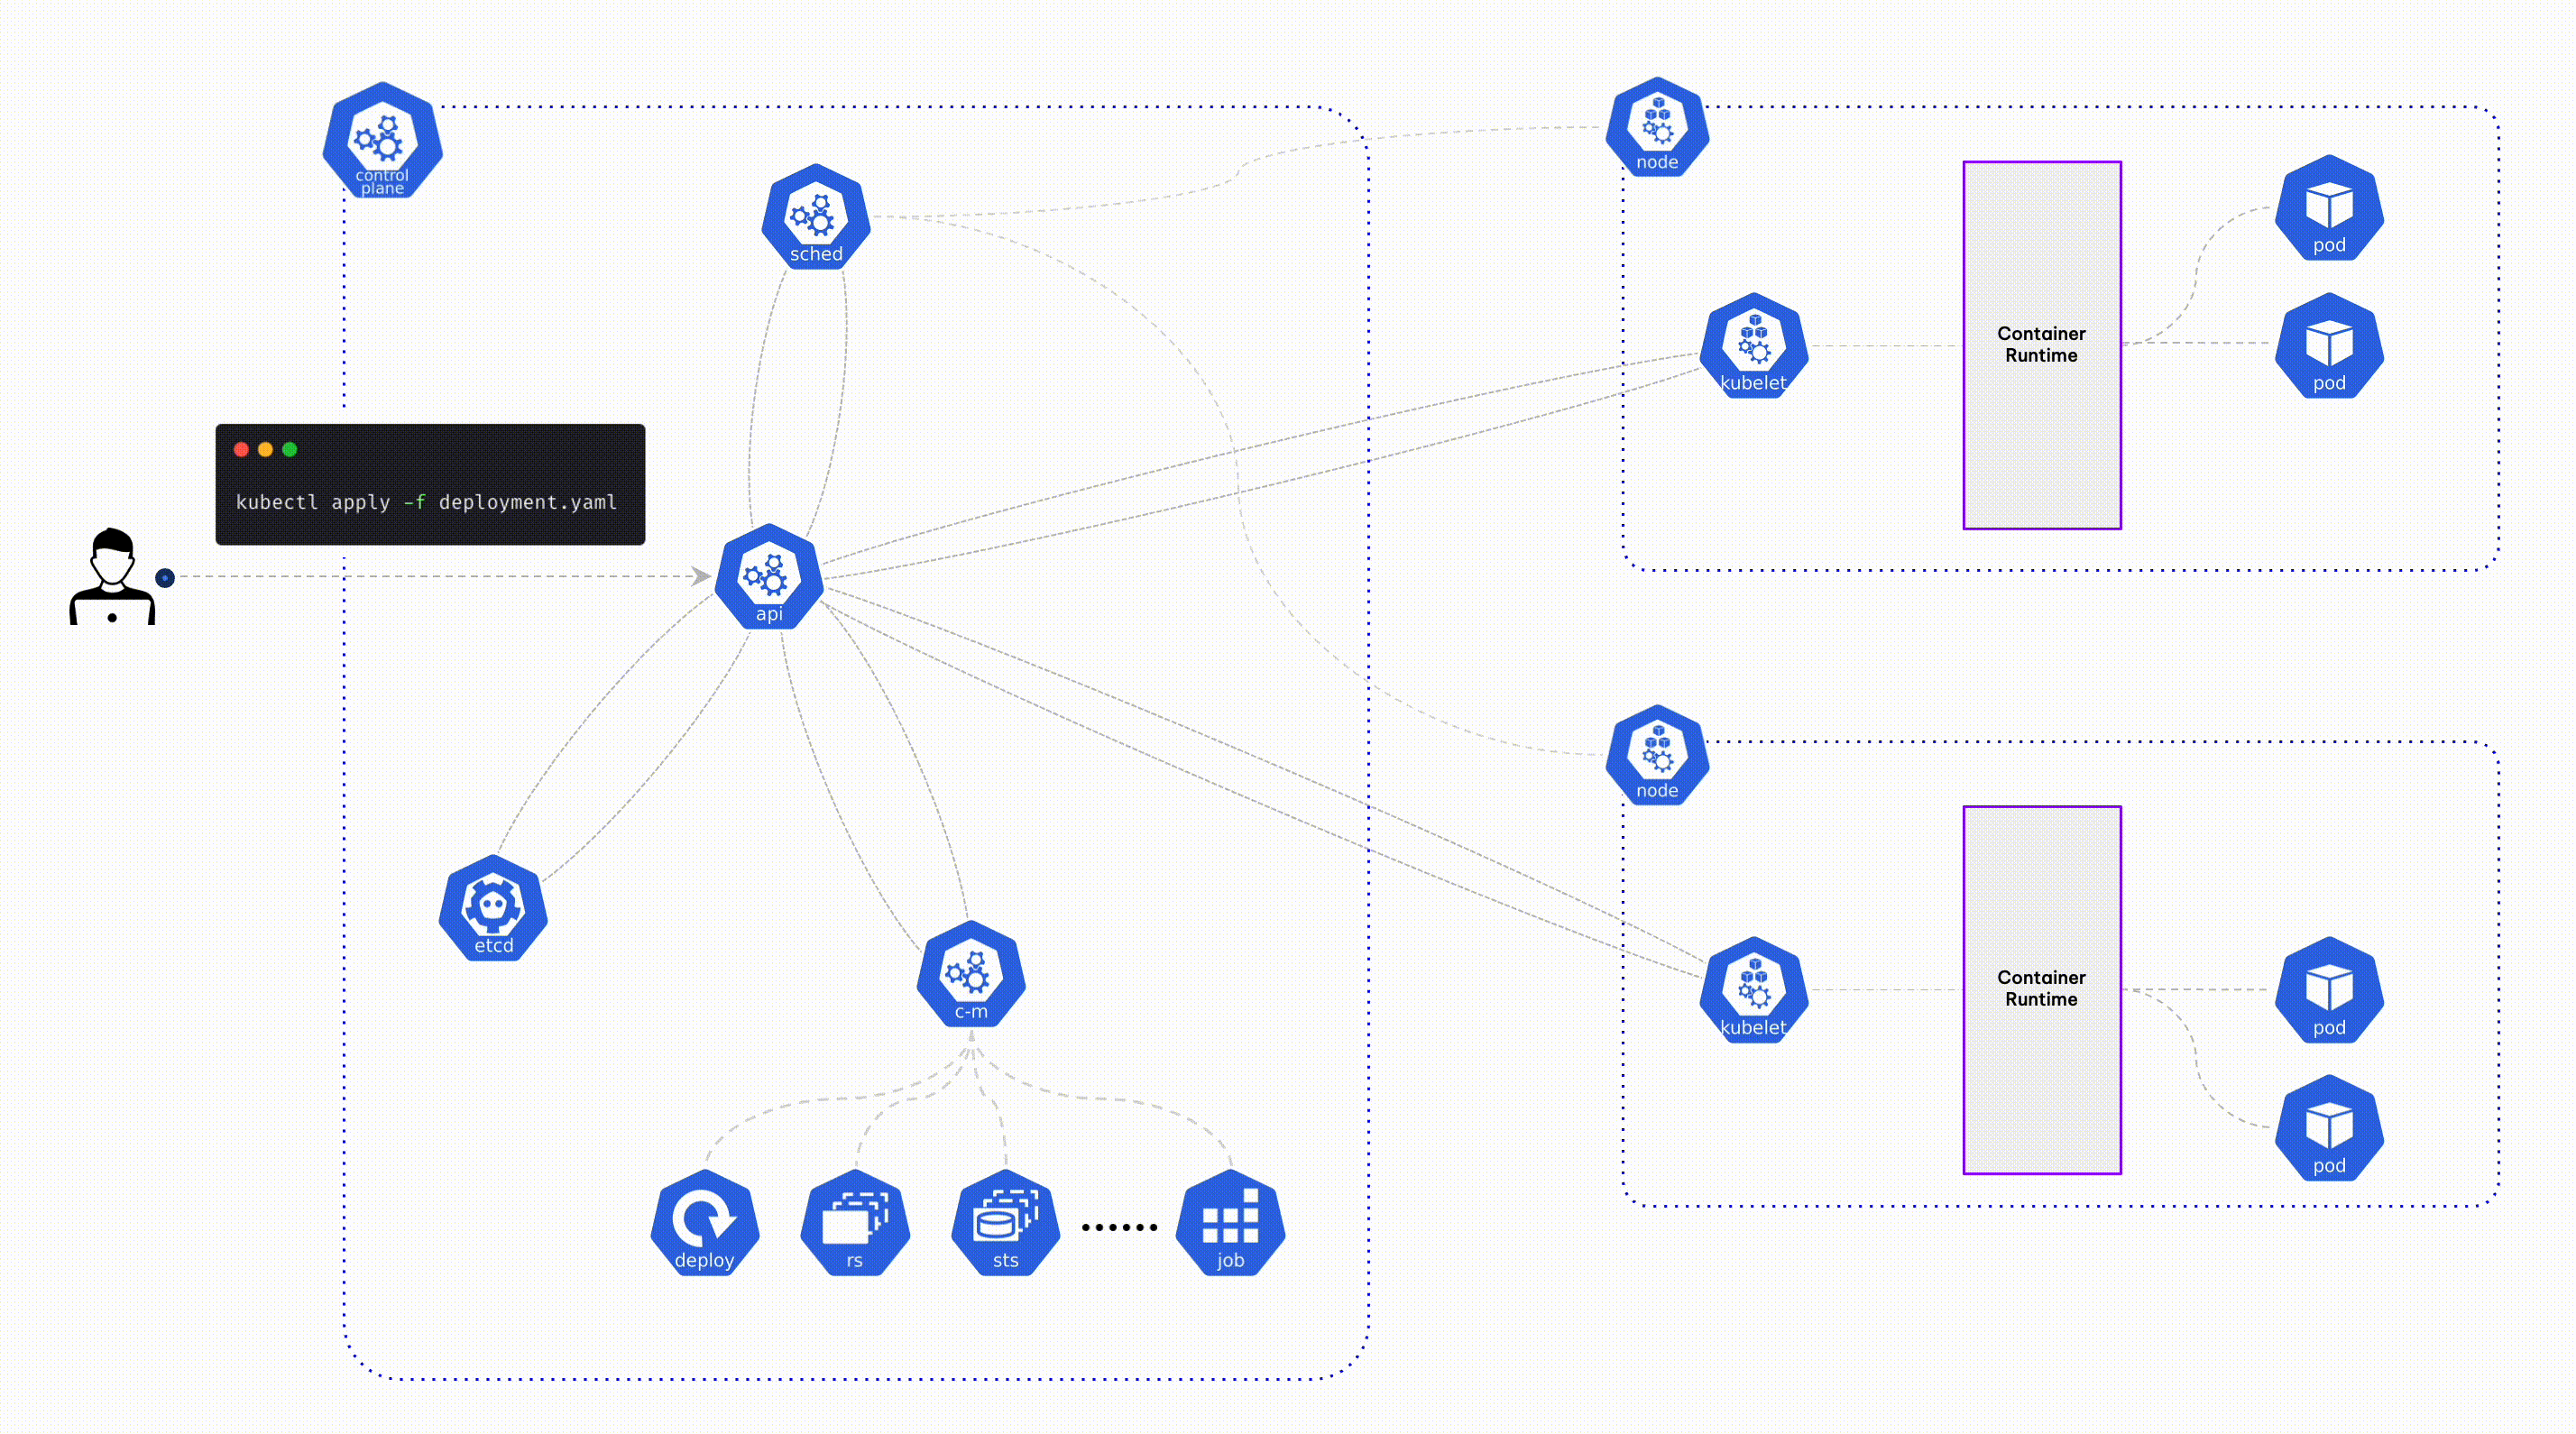 control
plane
sched
kubectl apply -f deployment.yaml
api
etcd
c-m
deploy
rs
sts
job
node
kubelet
Container
Runtime
pod
pod
node
kubelet
Container
Runtime
pod
pod